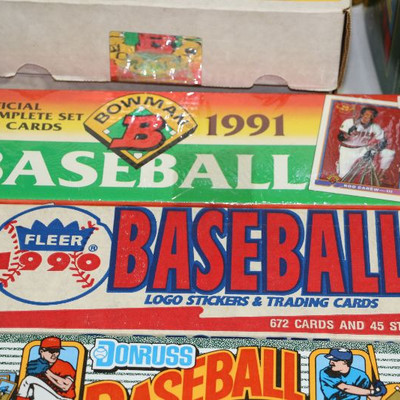 ICIAL
MPLETE SET
CARDS
BOWMAN
B
1991
BASEBALL
ROD CAREW—III
FLEER
1990
BASEBALL
LOGO STICKERS & TRADING CARDS
672 CARDS AND 45 ST
DONRUSS
BASEBALL